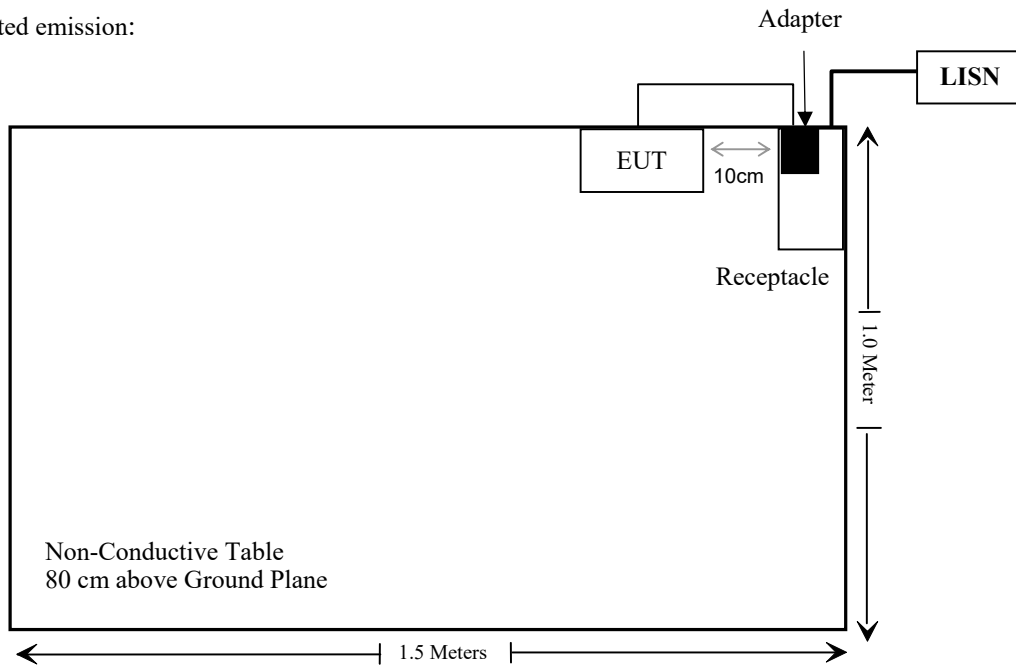 ted emission:
Adapter
LISN
EUT
10cm
Receptacle
1.0 Meter
Non-Conductive Table
80 cm above Ground Plane
1.5 Meters